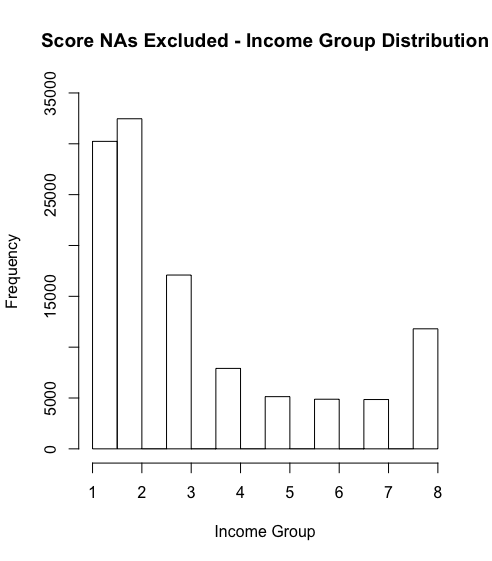 Score NAs Excluded - Income Group Distribution
35000
25000
15000
5000
0
Frequency
1 2 3 4 5 6 7 8
Income Group